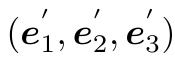 (e₁′, e₂′, e₃′)